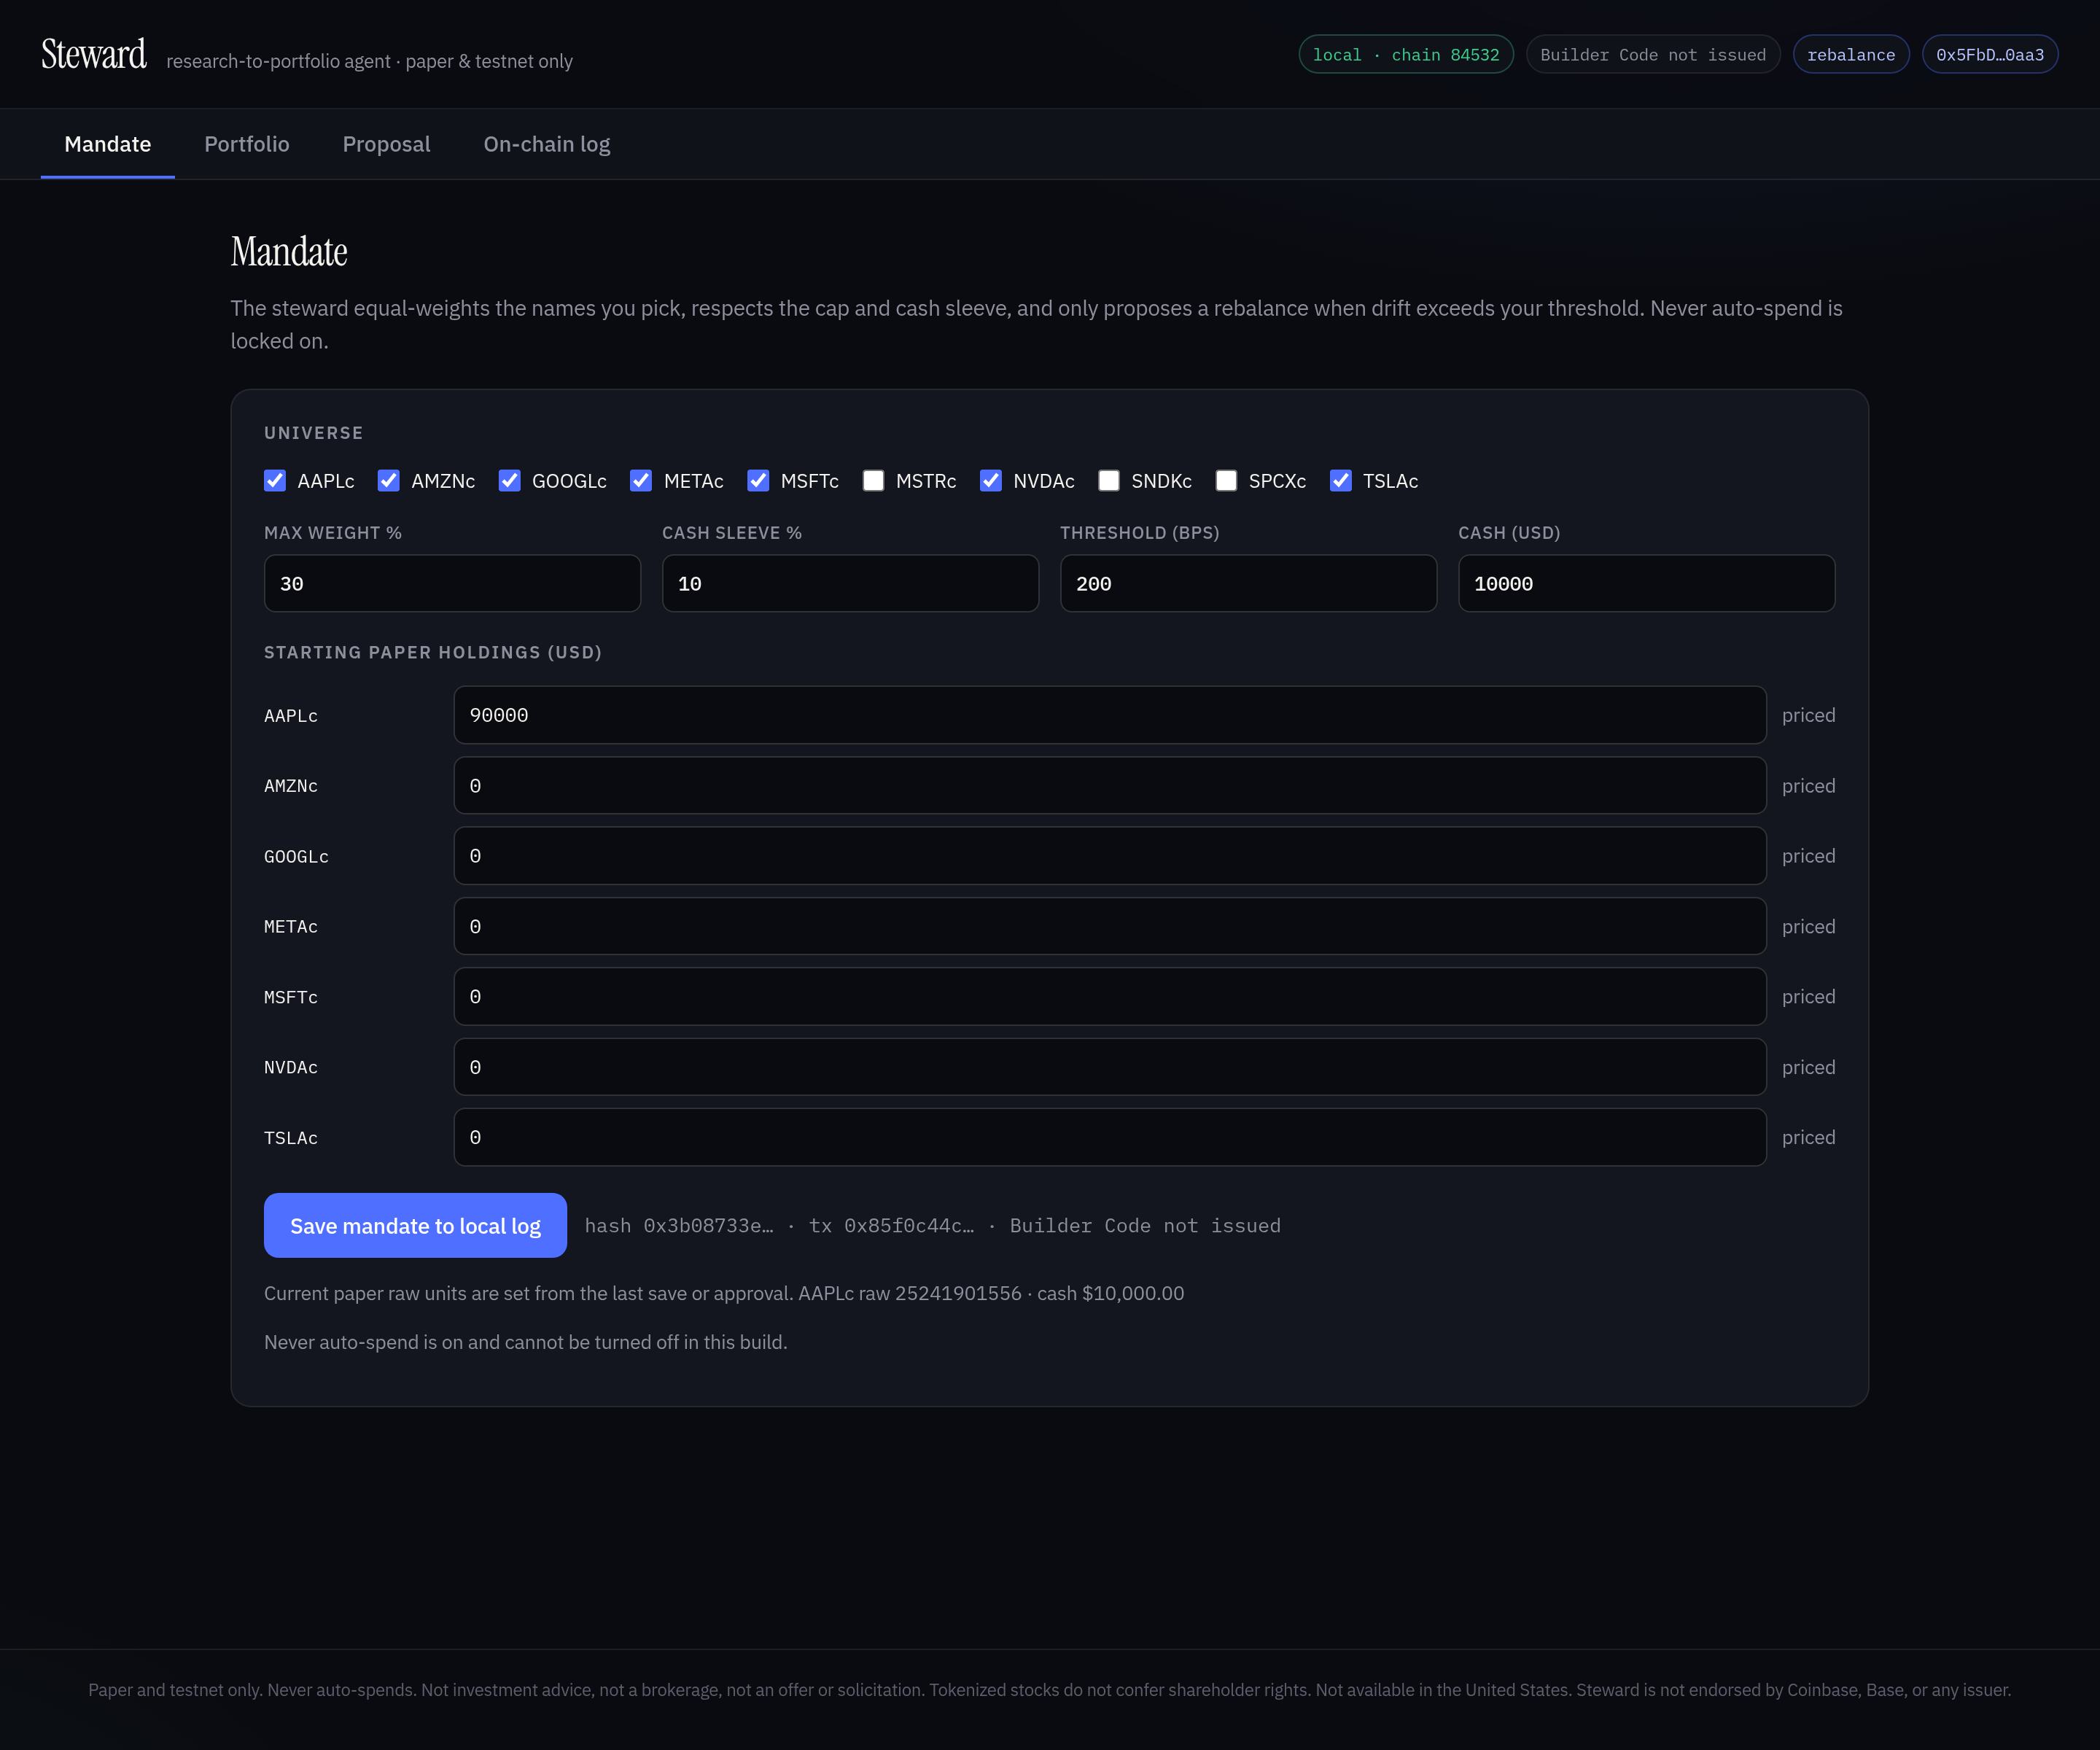 Steward research-to-portfolio agent · paper & testnet only
local · chain 84532 Builder Code not issued rebalance 0x5FbD…0aa3
Mandate Portfolio Proposal On-chain log
Mandate
The steward equal-weights the names you pick, respects the cap and cash sleeve, and only proposes a rebalance when drift exceeds your threshold. Never auto-spend is
locked on.
UNIVERSE
AAPLc AMZNc GOOGLc METAc MSFTc MSTRc NVDAc SNDKc SPCXc TSLAc
MAX WEIGHT % CASH SLEEVE % THRESHOLD (BPS) CASH (USD)
30 10 200 10000
STARTING PAPER HOLDINGS (USD)
AAPLc 90000 priced
AMZNc 0 priced
GOOGLc 0 priced
METAc 0 priced
MSFTc 0 priced
NVDAc 0 priced
TSLAc 0 priced
Save mandate to local log hash 0x3b08733e… · tx 0x85f0c44c… · Builder Code not issued
Current paper raw units are set from the last save or approval. AAPLc raw 25241901556 · cash $10,000.00
Never auto-spend is on and cannot be turned off in this build.
Paper and testnet only. Never auto-spends. Not investment advice, not a brokerage, not an offer or solicitation. Tokenized stocks do not confer shareholder rights. Not available in the United States. Steward is not endorsed by Coinbase, Base, or any issuer.